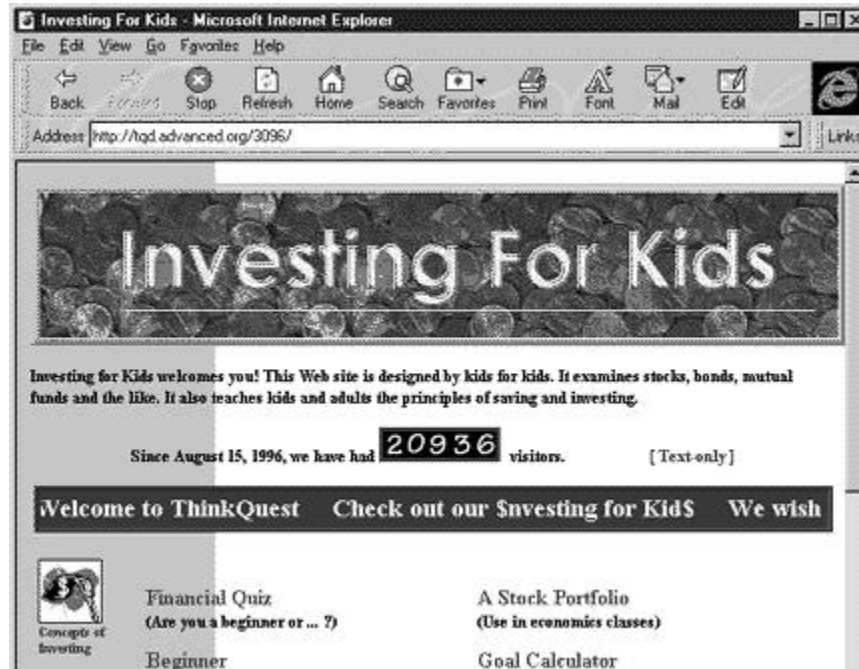 Investing For Kids - Microsoft Internet Explorer
File Edit View Go Favorites Help
Back Forward Stop Refresh Home Search Favorites Print Font Mail Edit
Address http://tqd.advanced.org/3096/ Links
Investing For Kids
Investing for Kids welcomes you! This Web site is designed by kids for kids. It examines stocks, bonds, mutual
funds and the like. It also teaches kids and adults the principles of saving and investing.
Since August 15, 1996, we have had 20936 visitors. [Text-only]
Welcome to ThinkQuest Check out our $nvesting for Kid$ We wish
Financial Quiz A Stock Portfolio
(Are you a beginner or ... ?) (Use in economics classes)
Concepts of
Investing
Beginner Goal Calculator